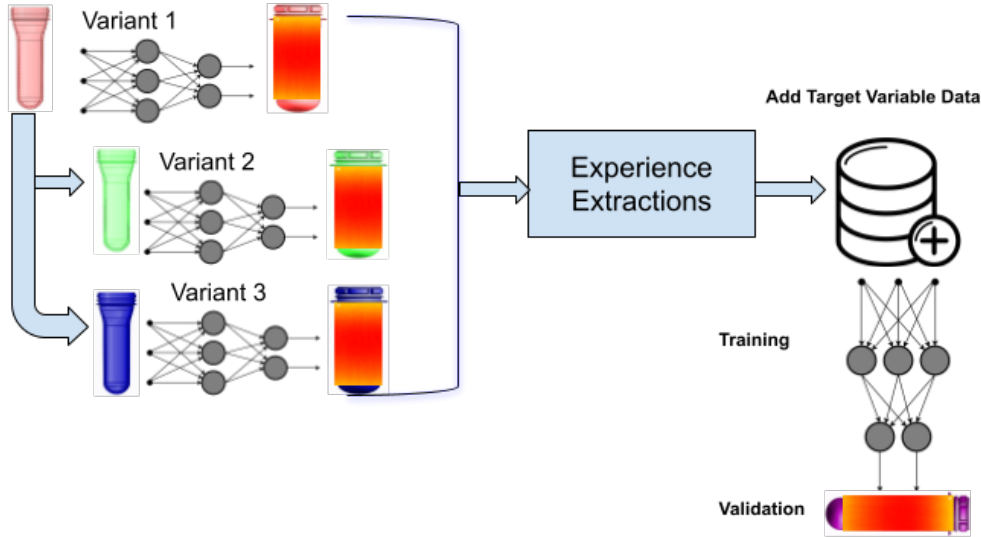 Variant 1
Variant 2
Variant 3
Experience
Extractions
Add Target Variable Data
Training
Validation